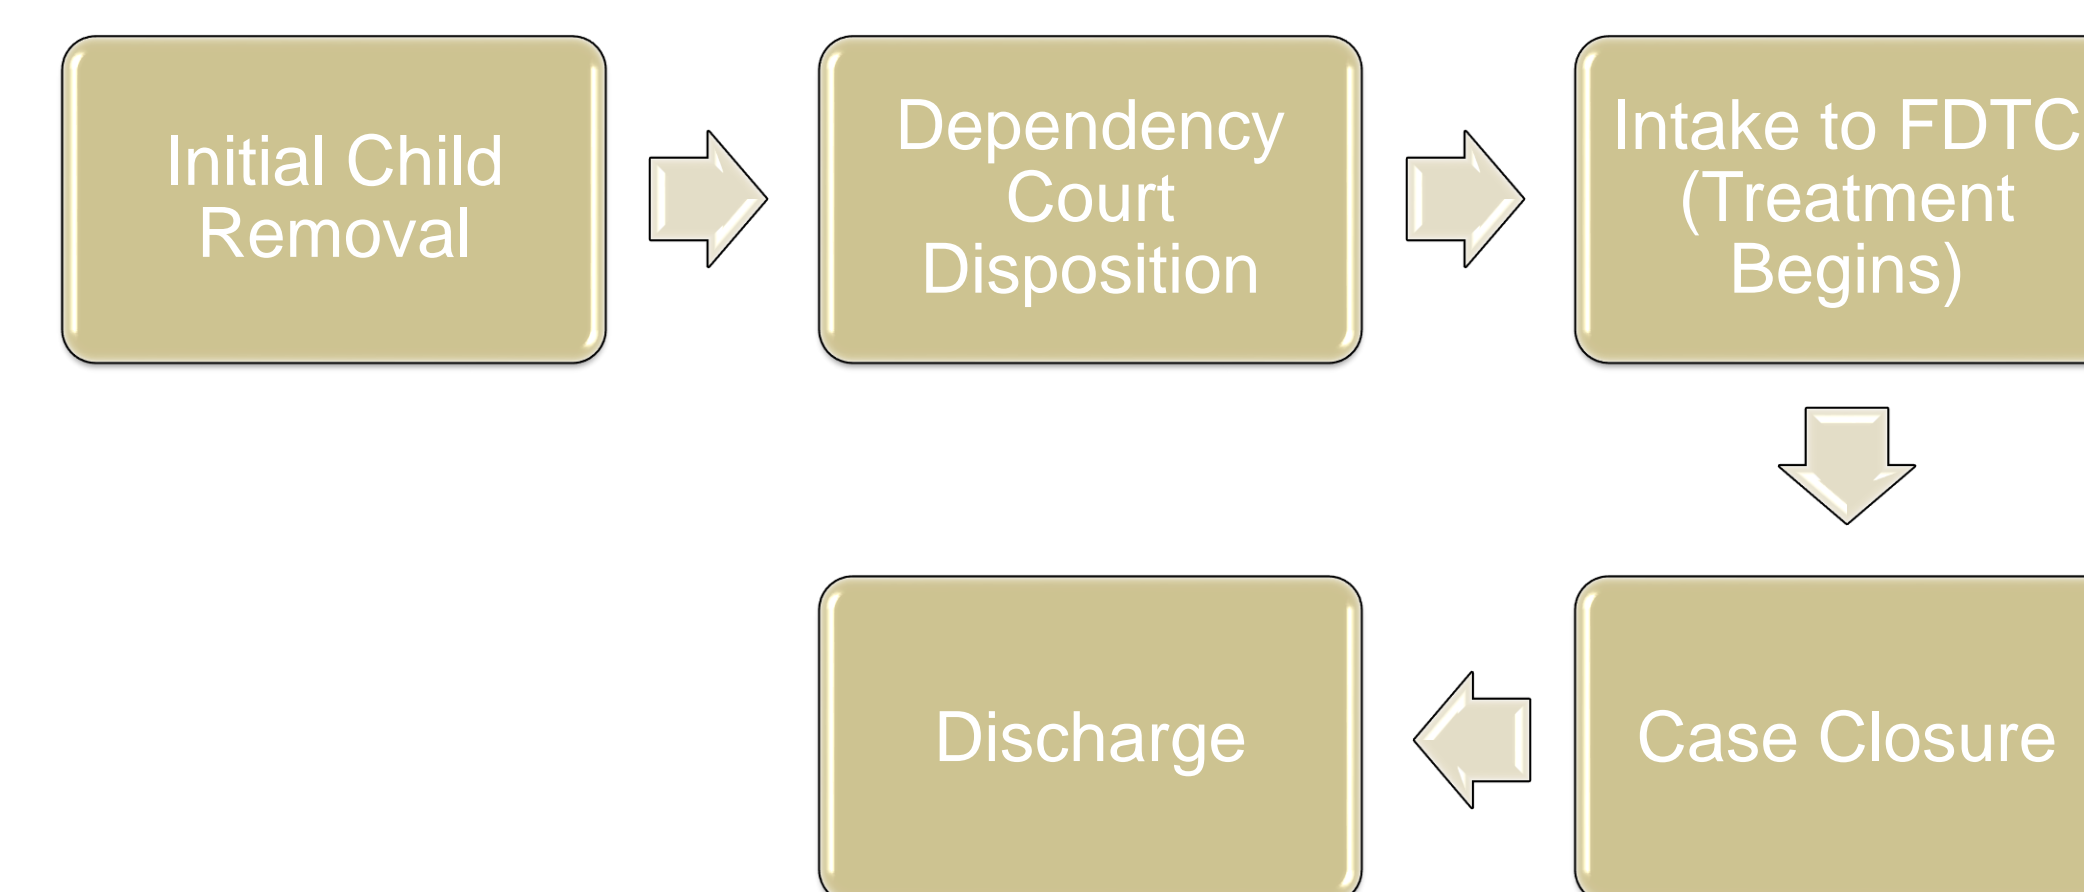 Initial Child
Removal
Dependency
Court
Disposition
Intake to FDTC
(Treatment
Begins)
Case Closure
Discharge